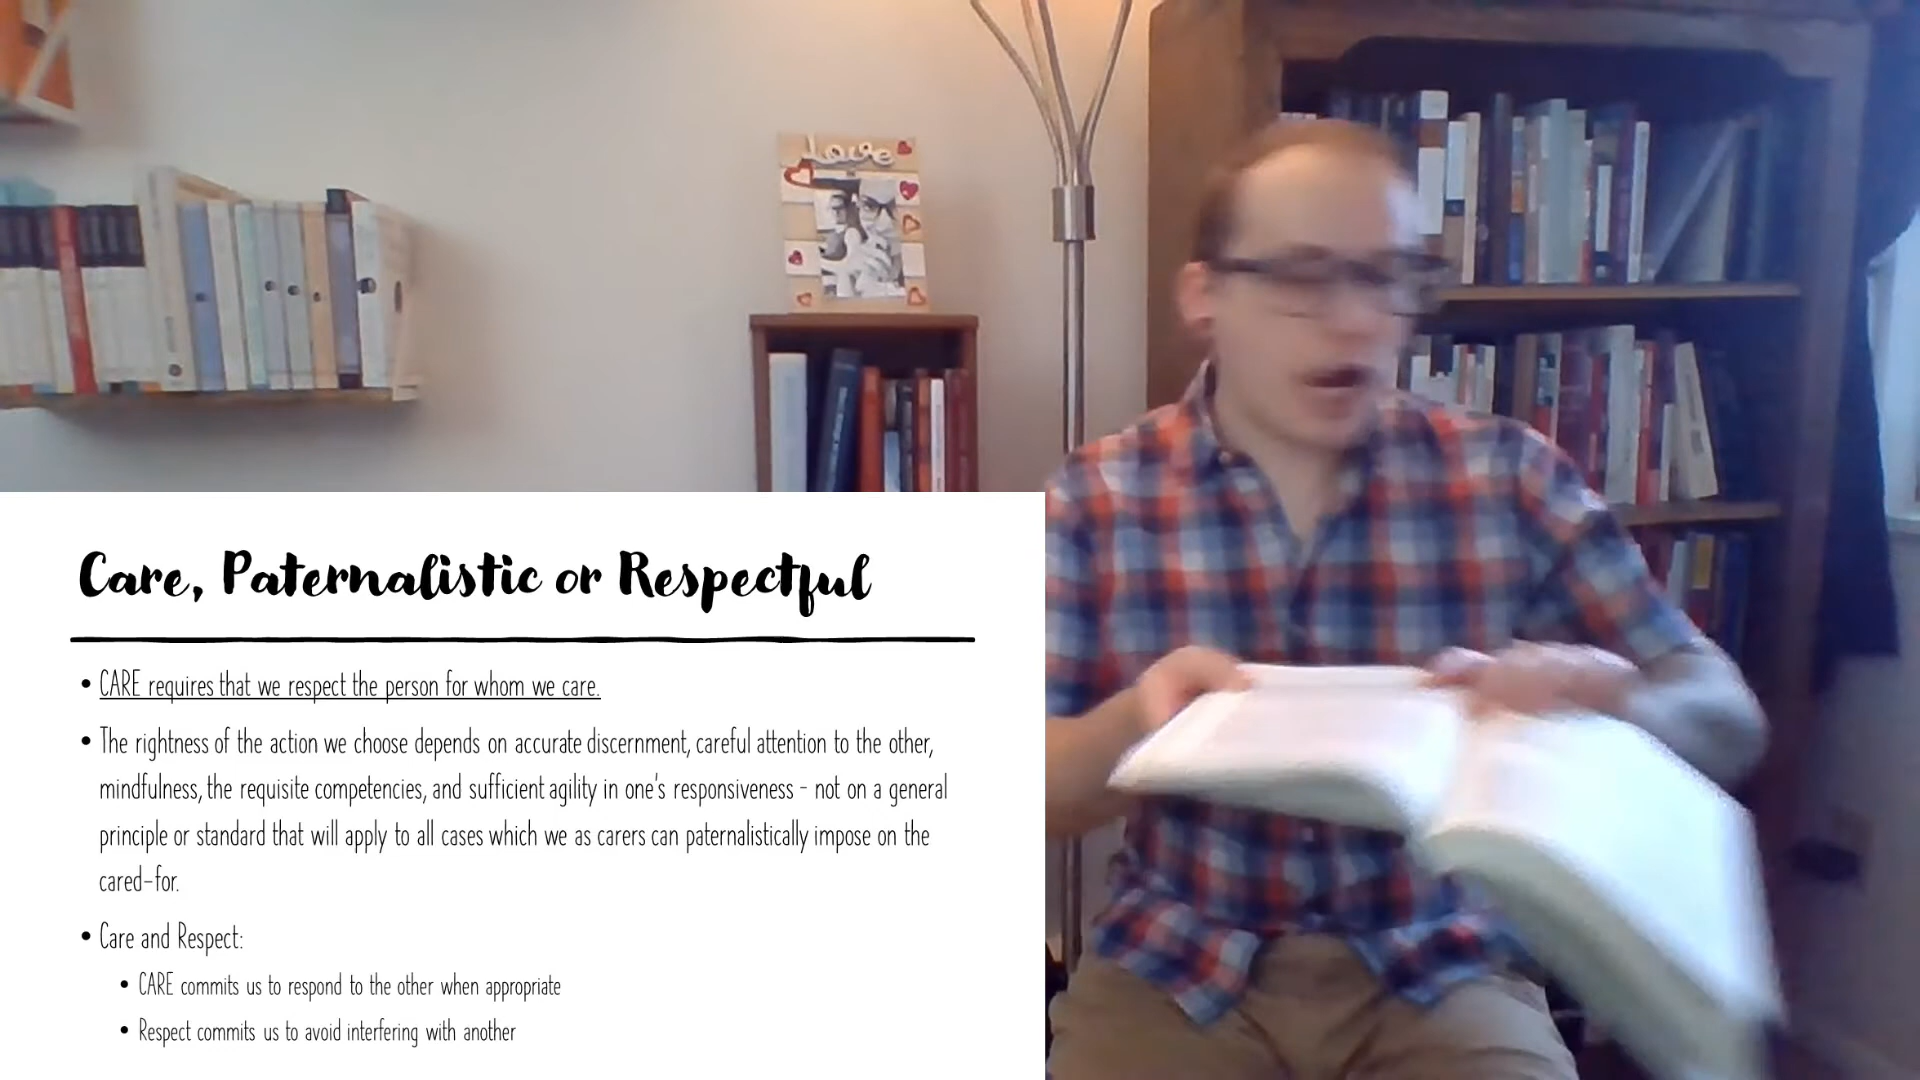 Love
Care, Paternalistic or Respectful
• CARE requires that we respect the person for whom we care.
• The rightness of the action we choose depends on accurate discernment, careful attention to the other,
mindfulness, the requisite competencies, and sufficient agility in one's responsiveness - not on a general
principle or standard that will apply to all cases which we as carers can paternalistically impose on the
cared-for.
• Care and Respect:
• CARE commits us to respond to the other when appropriate
• Respect commits us to avoid interfering with another